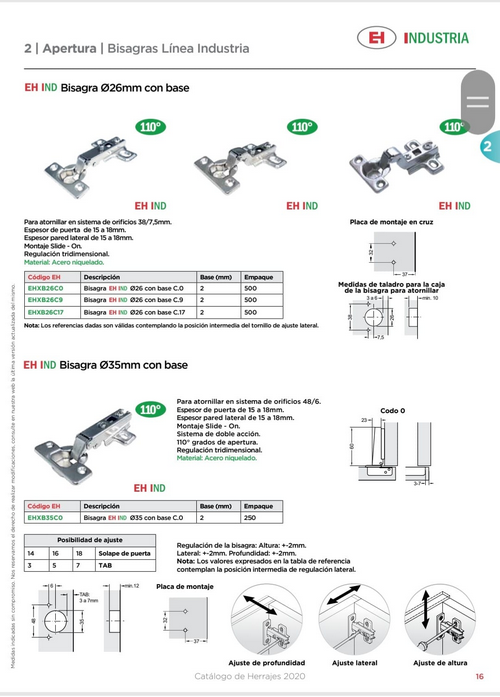 2 | Apertura | Bisagras Línea Industria
EH INDUSTRIA
EH IND Bisagra Ø26mm con base
110°
110°
110°
2
EH IND
EH IND
EH IND
Para atornillar en sistema de orificios 38/7,5mm.
Espesor de puerta de 15 a 18mm.
Espesor pared lateral de 15 a 18mm.
Montaje Slide - On.
Regulación tridimensional.
Material: Acero niquelado.
Placa de montaje en cruz
32
37
Código EH Descripción Base (mm) Empaque
EHXB26C0 Bisagra EH IND Ø26 con base C.0 2 500
EHXB26C9 Bisagra EH IND Ø26 con base C.9 2 500
EHXB26C17 Bisagra EH IND Ø26 con base C.17 2 500
Nota: Los referencias dadas son válidas contemplando la posición intermedia del tornillo de ajuste lateral.
Medidas de taladro para la caja
de la bisagra para atornillar
3 a 6
min. 10
38
26
7,5
EH IND Bisagra Ø35mm con base
110°
EH IND
Para atornillar en sistema de orificios 48/6.
Espesor de puerta de 15 a 18mm.
Espesor pared lateral de 15 a 18mm.
Montaje Slide - On.
Sistema de doble acción.
110° grados de apertura.
Regulación tridimensional.
Material: Acero niquelado.
Codo 0
23
60
3-7
Código EH Descripción Base (mm) Empaque
EHXB35C0 Bisagra EH IND Ø35 con base C.0 2 250
Posibilidad de ajuste
14 16 18 Solape de puerta
3 5 7 TAB
Regulación de la bisagra: Altura: +-2mm.
Lateral: +-2mm. Profundidad: +-2mm.
Nota: Los valores expresados en la tabla de referencia
contemplan la posición intermedia de regulación lateral.
6
TAB:
3 a 7mm
48
35
min.12
Placa de montaje
32
37
Ajuste de profundidad
Ajuste lateral
Ajuste de altura
Catálogo de Herrajes 2020
16
Medidas indicadas sin compromiso. Nos reservamos el derecho de realizar modificaciones, consulte en nuestra web la última versión actualizada del mismo.